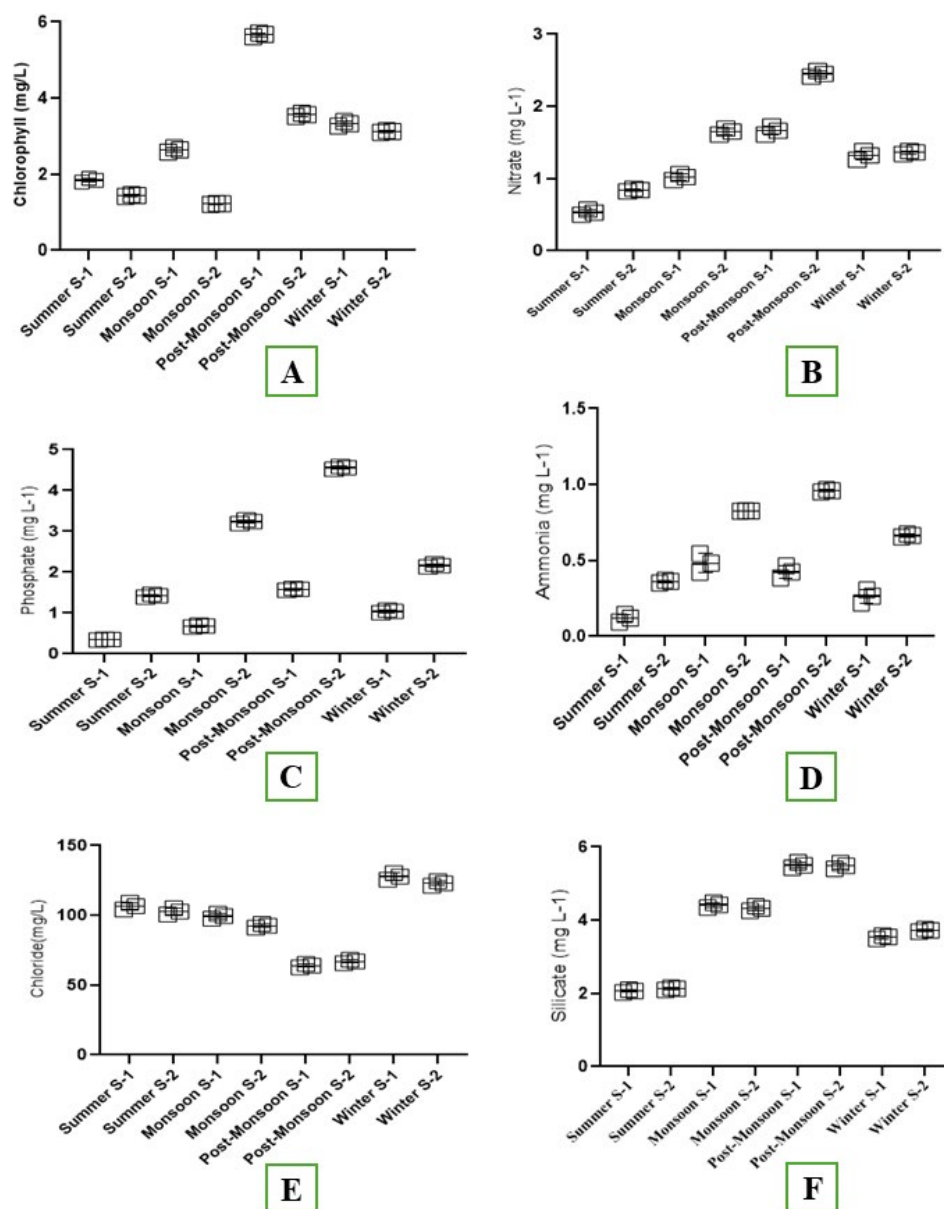 Chlorophyll (mg/L)
6
4
2
0
Summer S-1
Summer S-2
Monsoon S-1
Monsoon S-2
Post-Monsoon S-1
Post-Monsoon S-2
Winter S-1
Winter S-2
A
Nitrate (mg L-1)
3
2
1
0
Summer S-1
Summer S-2
Monsoon S-1
Monsoon S-2
Post-Monsoon S-1
Post-Monsoon S-2
Winter S-1
Winter S-2
B
Phosphate (mg L-1)
5
4
3
2
1
0
Summer S-1
Summer S-2
Monsoon S-1
Monsoon S-2
Post-Monsoon S-1
Post-Monsoon S-2
Winter S-1
Winter S-2
C
Ammonia (mg L-1)
1.5
1.0
0.5
0.0
Summer S-1
Summer S-2
Monsoon S-1
Monsoon S-2
Post-Monsoon S-1
Post-Monsoon S-2
Winter S-1
Winter S-2
D
Chloride(mg/L)
150
100
50
0
Summer S-1
Summer S-2
Monsoon S-1
Monsoon S-2
Post-Monsoon S-1
Post-Monsoon S-2
Winter S-1
Winter S-2
E
Silicate (mg L-1)
6
4
2
0
Summer S-1
Summer S-2
Monsoon S-1
Monsoon S-2
Post-Monsoon S-1
Post-Monsoon S-2
Winter S-1
Winter S-2
F